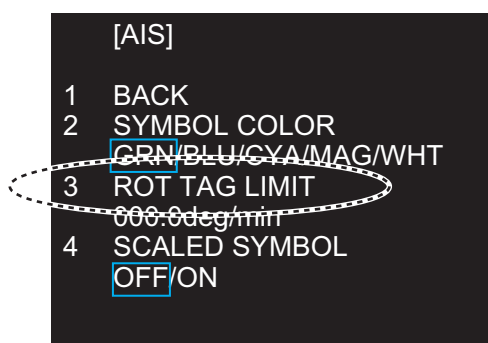 [AIS]
1 BACK
2 SYMBOL COLOR
GRN/BLU/CYA/MAG/WHT
3 ROT TAG LIMIT
000.0deg/min
4 SCALED SYMBOL
OFF/ON